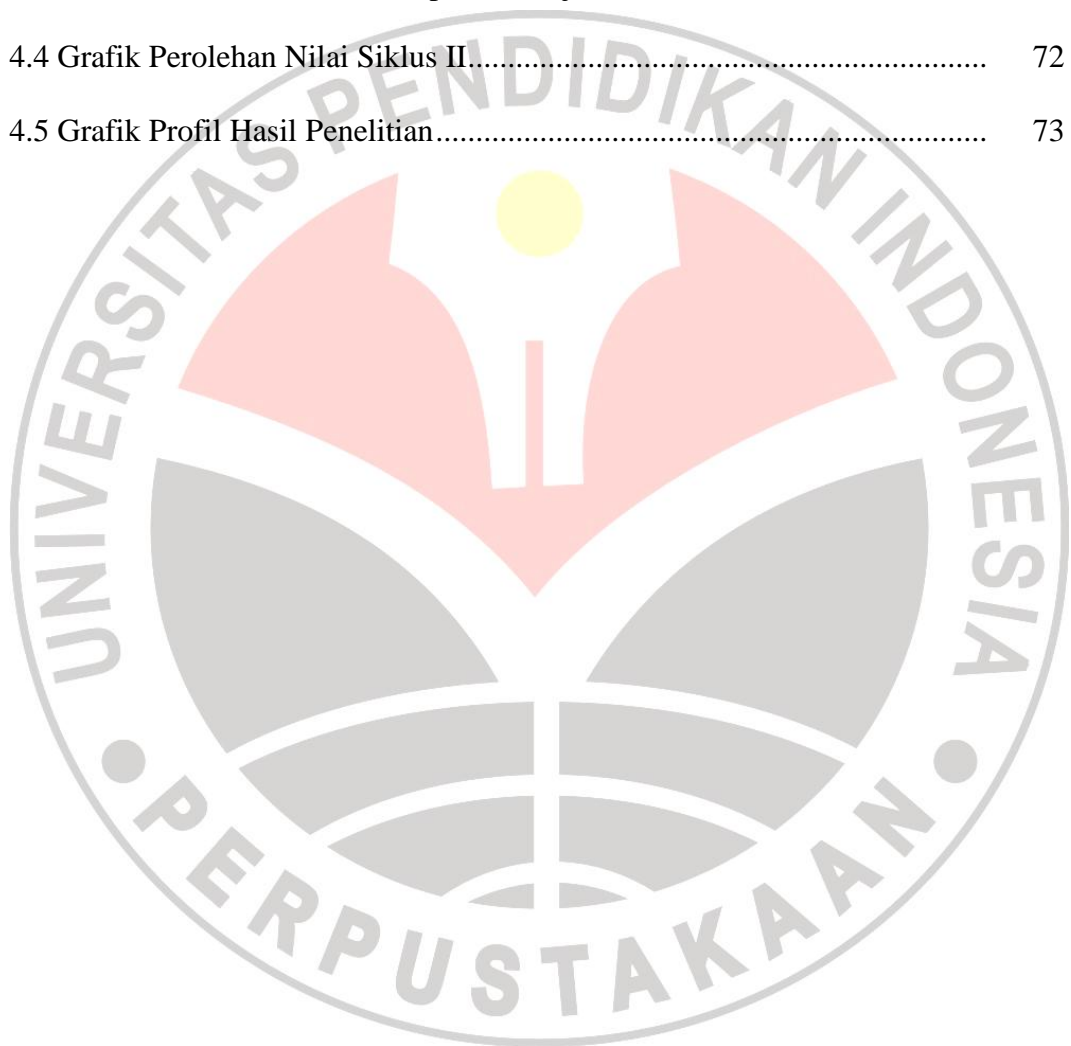 4.4 Grafik Perolehan Nilai Siklus II................................................................ 72
4.5 Grafik Profil Hasil Penelitian..................................................................... 73
UNIVERSITAS PENDIDIKAN INDONESIA
PERPUSTAKAAN